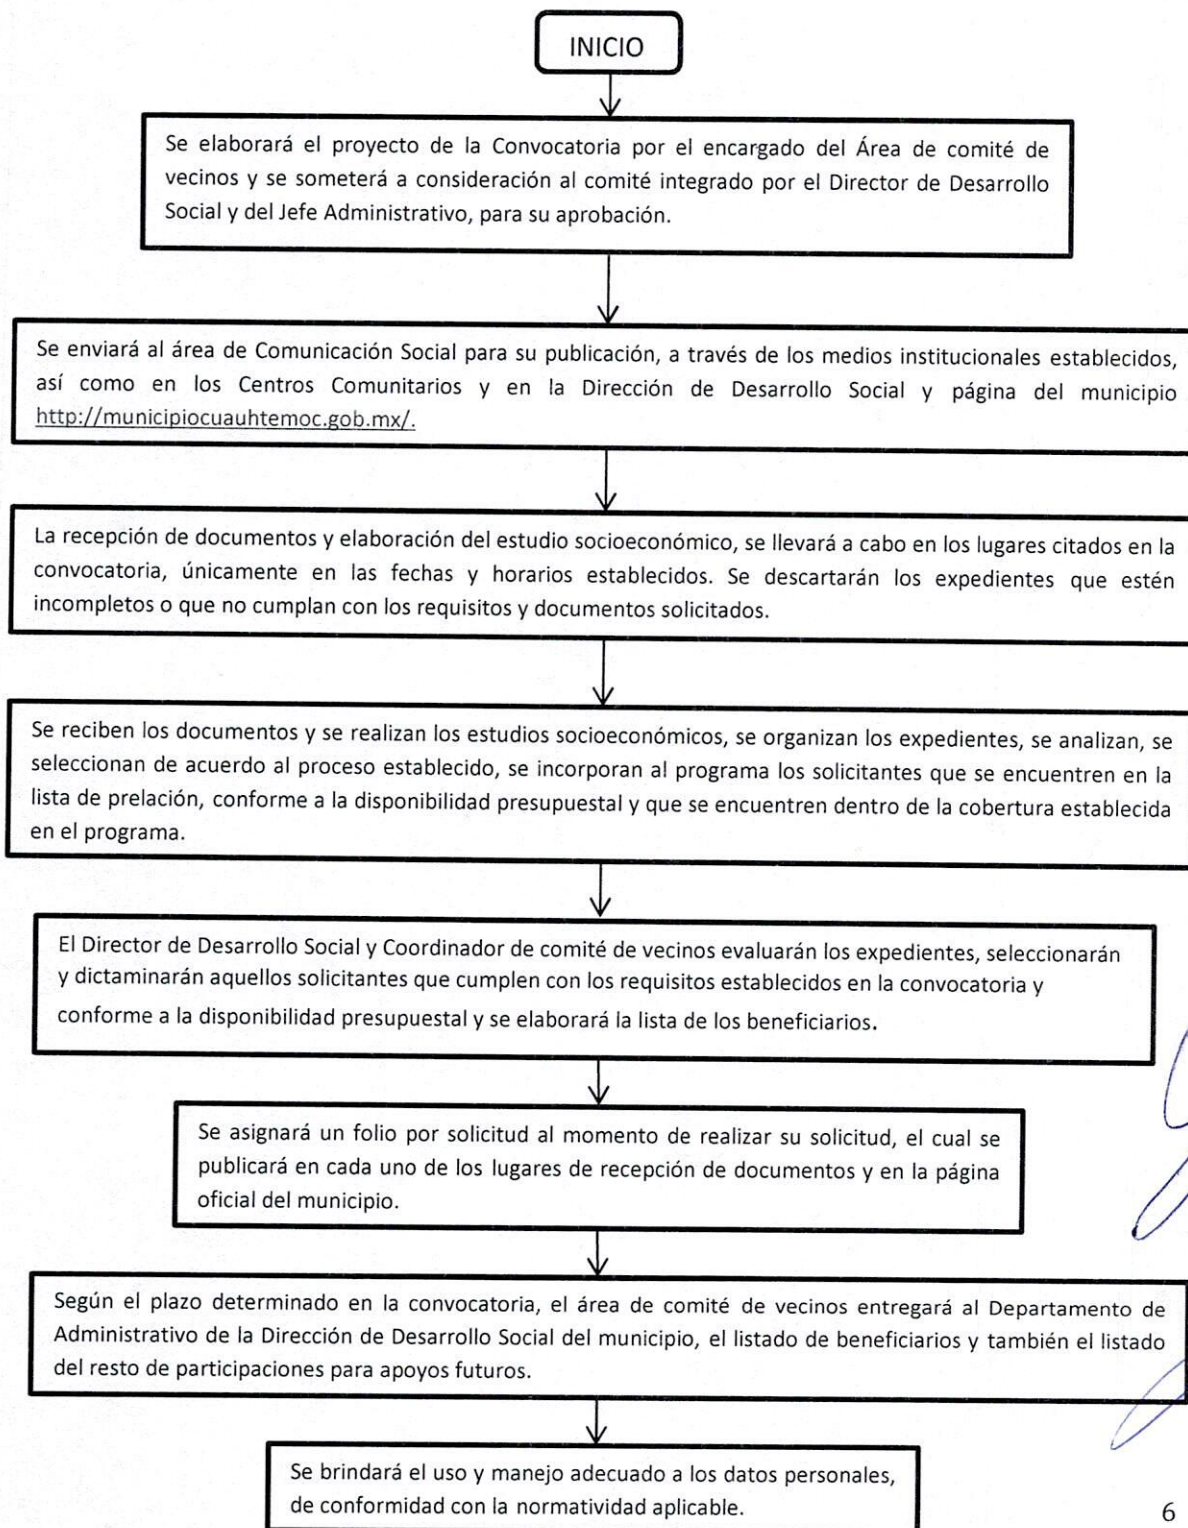 INICIO
Se elaborará el proyecto de la Convocatoria por el encargado del Área de comité de
vecinos y se someterá a consideración al comité integrado por el Director de Desarrollo
Social y del Jefe Administrativo, para su aprobación.
Se enviará al área de Comunicación Social para su publicación, a través de los medios institucionales establecidos,
así como en los Centros Comunitarios y en la Dirección de Desarrollo Social y página del municipio
http://municipiocuauhtemoc.gob.mx/.
La recepción de documentos y elaboración del estudio socioeconómico, se llevará a cabo en los lugares citados en la
convocatoria, únicamente en las fechas y horarios establecidos. Se descartarán los expedientes que estén
incompletos o que no cumplan con los requisitos y documentos solicitados.
Se reciben los documentos y se realizan los estudios socioeconómicos, se organizan los expedientes, se analizan, se
seleccionan de acuerdo al proceso establecido, se incorporan al programa los solicitantes que se encuentren en la
lista de prelación, conforme a la disponibilidad presupuestal y que se encuentren dentro de la cobertura establecida
en el programa.
El Director de Desarrollo Social y Coordinador de comité de vecinos evaluarán los expedientes, seleccionarán
y dictaminarán aquellos solicitantes que cumplen con los requisitos establecidos en la convocatoria y
conforme a la disponibilidad presupuestal y se elaborará la lista de los beneficiarios.
Se asignará un folio por solicitud al momento de realizar su solicitud, el cual se
publicará en cada uno de los lugares de recepción de documentos y en la página
oficial del municipio.
Según el plazo determinado en la convocatoria, el área de comité de vecinos entregará al Departamento de
Administrativo de la Dirección de Desarrollo Social del municipio, el listado de beneficiarios y también el listado
del resto de participaciones para apoyos futuros.
Se brindará el uso y manejo adecuado a los datos personales,
de conformidad con la normatividad aplicable.
6